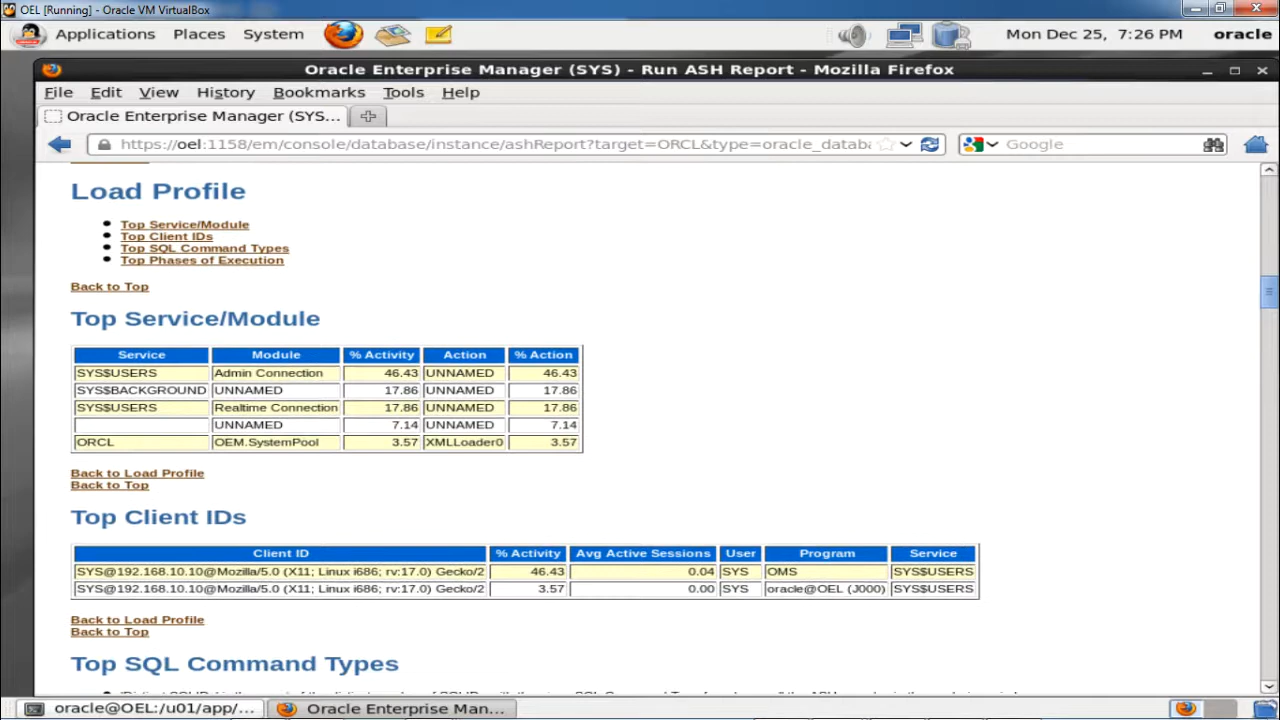 OEL [Running] - Oracle VM VirtualBox
Applications Places System Mon Dec 25, 7:26 PM oracle
Oracle Enterprise Manager (SYS) - Run ASH Report - Mozilla Firefox
File Edit View History Bookmarks Tools Help
Oracle Enterprise Manager (SYS...
https://oel:1158/em/console/database/instance/ashReport?target=ORCL&type=oracle_databa Google
Load Profile
Top Service/Module
Top Client IDs
Top SQL Command Types
Top Phases of Execution
Back to Top
Top Service/Module
Service Module % Activity Action % Action
SYS$USERS Admin Connection 46.43 UNNAMED 46.43
SYS$BACKGROUND UNNAMED 17.86 UNNAMED 17.86
SYS$USERS Realtime Connection 17.86 UNNAMED 17.86
UNNAMED 7.14 UNNAMED 7.14
ORCL OEM.SystemPool 3.57 XMLLoader0 3.57
Back to Load Profile
Back to Top
Top Client IDs
Client ID % Activity Avg Active Sessions User Program Service
SYS@192.168.10.10@Mozilla/5.0 (X11; Linux i686; rv:17.0) Gecko/2 46.43 0.04 SYS OMS SYS$USERS
SYS@192.168.10.10@Mozilla/5.0 (X11; Linux i686; rv:17.0) Gecko/2 3.57 0.00 SYS oracle@OEL (J000) SYS$USERS
Back to Load Profile
Back to Top
Top SQL Command Types
oracle@OEL:/u01/app/... Oracle Enterprise Man...